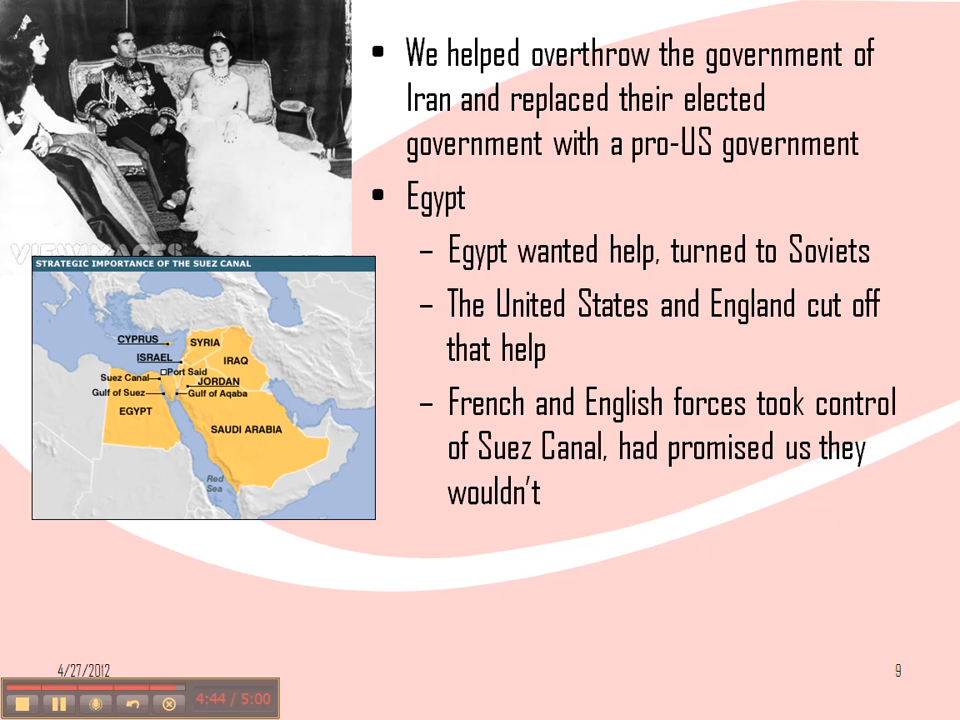 • We helped overthrow the government of
Iran and replaced their elected
government with a pro-US government
• Egypt
– Egypt wanted help, turned to Soviets
– The United States and England cut off
that help
– French and English forces took control
of Suez Canal, had promised us they
wouldn't
VIEWIMAGES
STRATEGIC IMPORTANCE OF THE SUEZ CANAL
CYPRUS
SYRIA
ISRAEL
IRAQ
Port Said
Suez Canal
JORDAN
Gulf of Suez
Gulf of Aqaba
EGYPT
SAUDI ARABIA
Red
Sea
4/27/2012
9
4:44 / 5:00